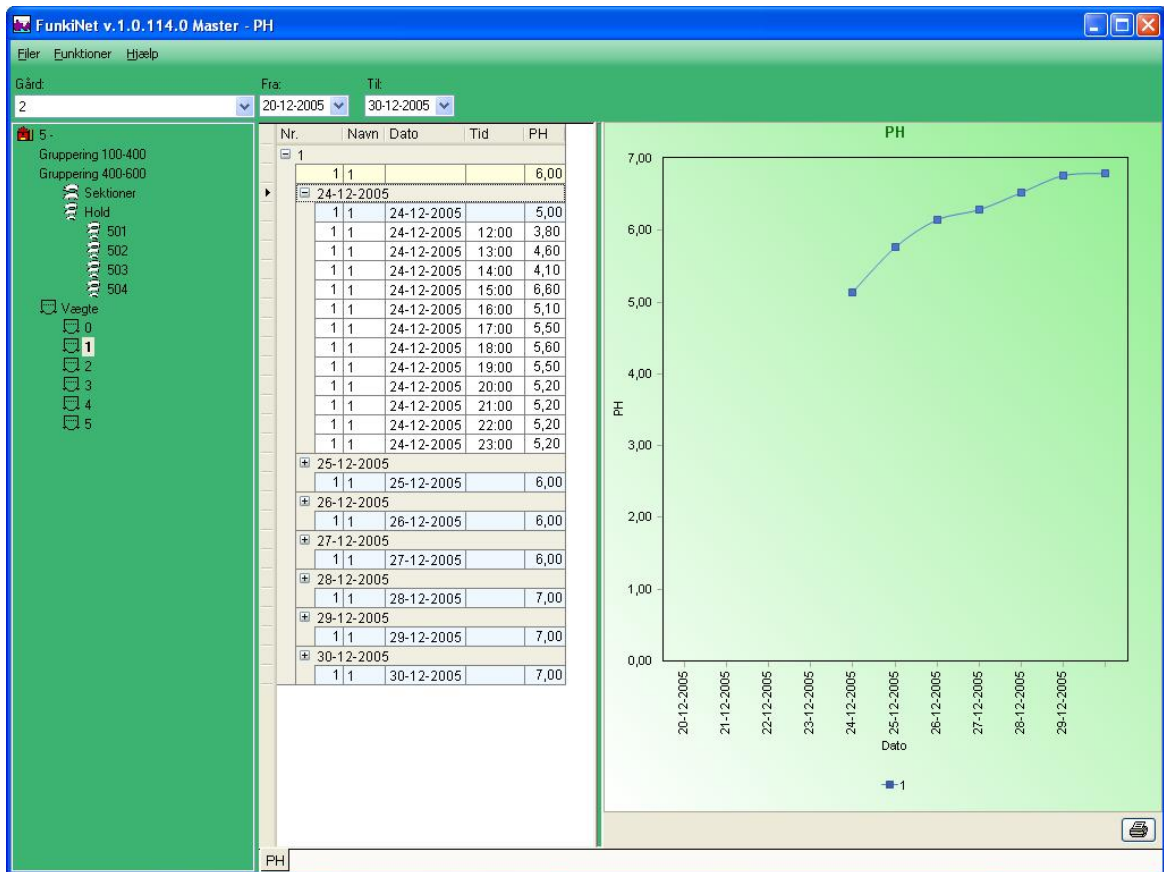 FunkiNet v.1.0.114.0 Master - PH
Filer Funktioner Hjælp
Gård: Fra: Til:
2 20-12-2005 30-12-2005
5 -
Gruppering 100-400
Gruppering 400-600
Sektioner
Hold
501
502
503
504
Vægte
0
1
2
3
4
5
Nr. Navn Dato Tid PH
1
1 1 6,00
24-12-2005
1 1 24-12-2005 5,00
1 1 24-12-2005 12:00 3,80
1 1 24-12-2005 13:00 4,60
1 1 24-12-2005 14:00 4,10
1 1 24-12-2005 15:00 6,60
1 1 24-12-2005 16:00 5,10
1 1 24-12-2005 17:00 5,50
1 1 24-12-2005 18:00 5,60
1 1 24-12-2005 19:00 5,50
1 1 24-12-2005 20:00 5,20
1 1 24-12-2005 21:00 5,20
1 1 24-12-2005 22:00 5,20
1 1 24-12-2005 23:00 5,20
25-12-2005
1 1 25-12-2005 6,00
26-12-2005
1 1 26-12-2005 6,00
27-12-2005
1 1 27-12-2005 6,00
28-12-2005
1 1 28-12-2005 7,00
29-12-2005
1 1 29-12-2005 7,00
30-12-2005
1 1 30-12-2005 7,00
PH
PH
7,00
6,00
5,00
4,00
3,00
2,00
1,00
0,00
PH
20-12-2005
21-12-2005
22-12-2005
23-12-2005
24-12-2005
25-12-2005
26-12-2005
27-12-2005
28-12-2005
29-12-2005
Dato
1